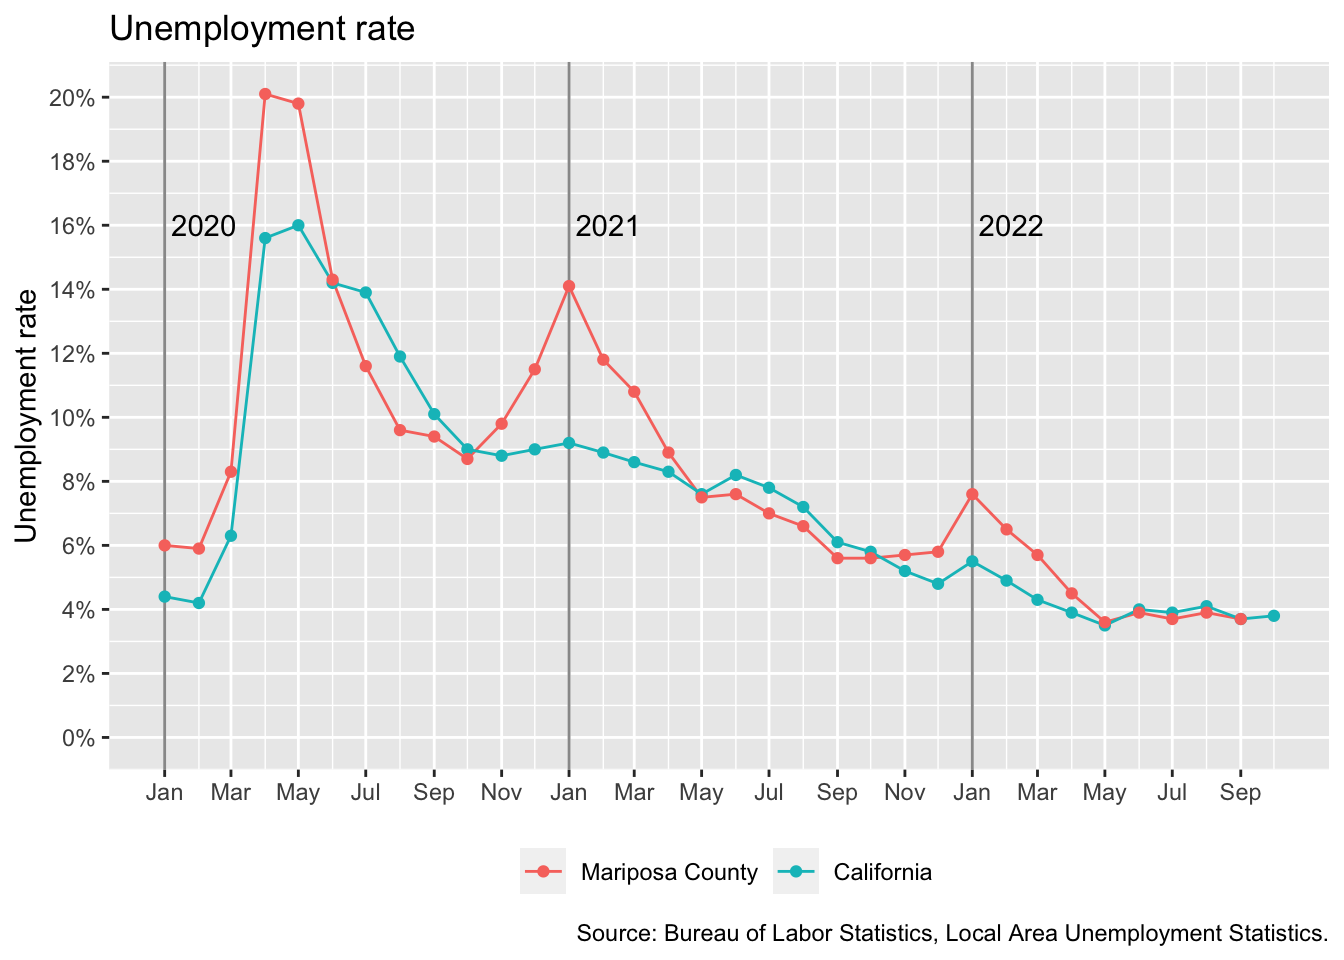 Unemployment rate
Unemployment rate
20%
18%
16%
14%
12%
10%
8%
6%
4%
2%
0%
2020 2021 2022
Jan Mar May Jul Sep Nov Jan Mar May Jul Sep Nov Jan Mar May Jul Sep
Mariposa County California
Source: Bureau of Labor Statistics, Local Area Unemployment Statistics.